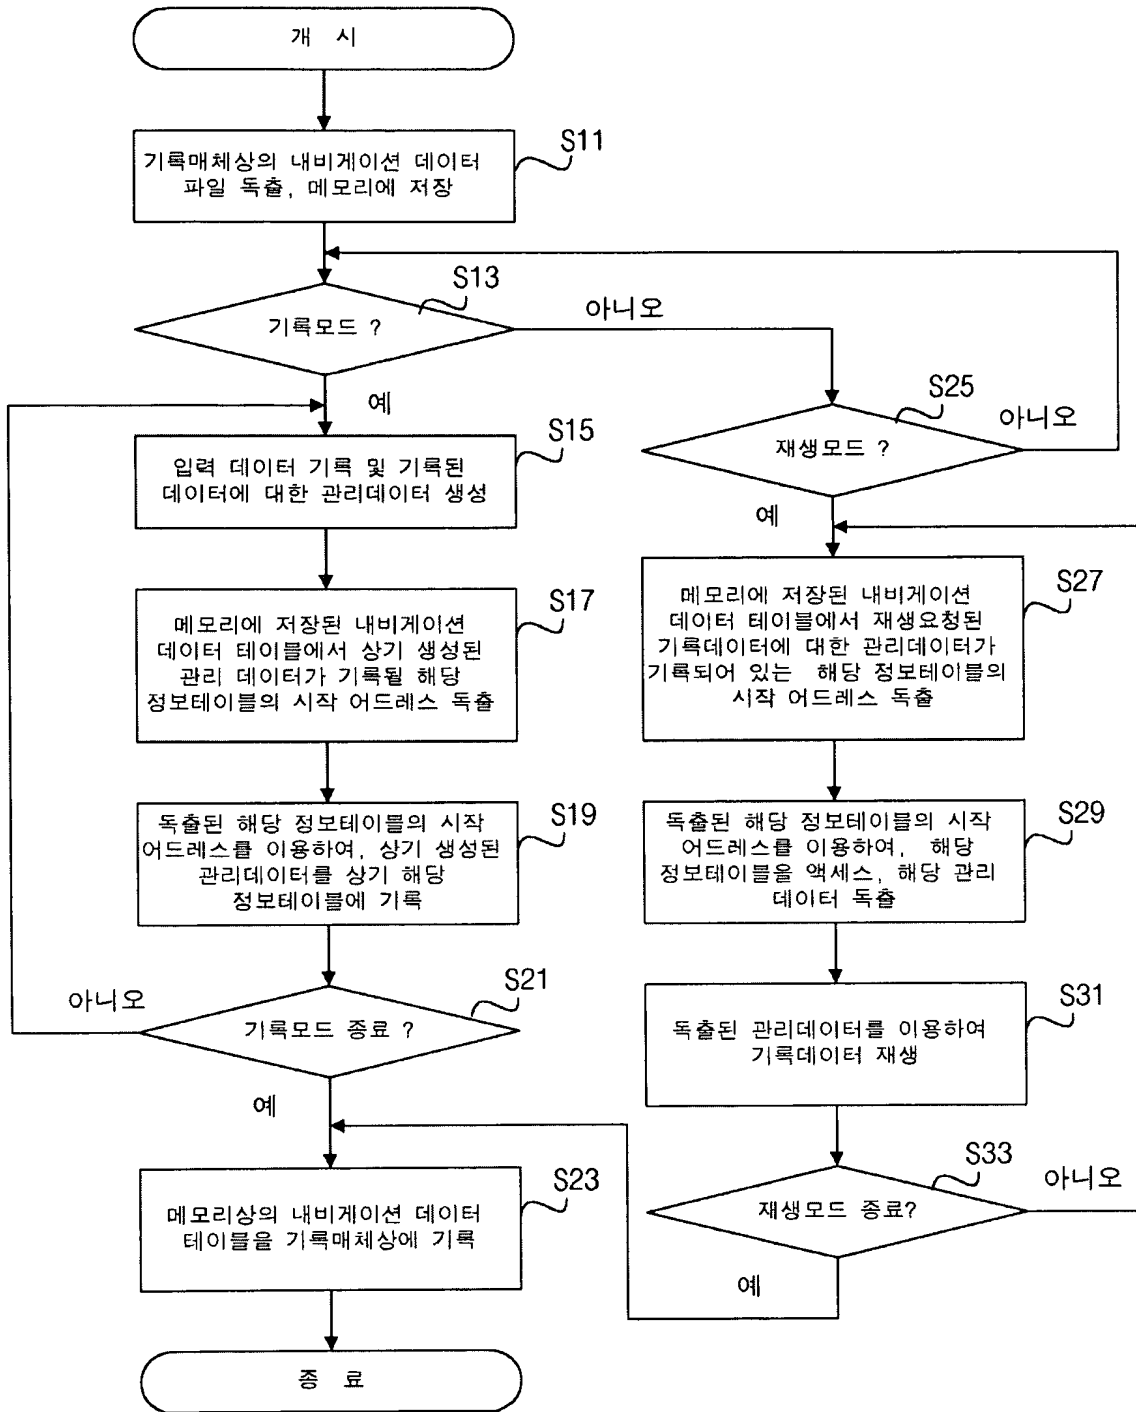 개 시
S11
기록매체상의 내비게이션 데이터
파일 독출, 메모리에 저장
S13
기록모드 ?
아니오
예
S15
입력 데이터 기록 및 기록된
데이터에 대한 관리데이터 생성
S17
메모리에 저장된 내비게이션
데이터 테이블에서 상기 생성된
관리 데이터가 기록될 해당
정보테이블의 시작 어드레스 독출
S19
독출된 해당 정보테이블의 시작
어드레스를 이용하여, 상기 생성된
관리데이터를 상기 해당
정보테이블에 기록
S21
아니오
기록모드 종료 ?
예
S23
메모리상의 내비게이션 데이터
테이블을 기록매체상에 기록
종 료
S25
아니오
재생모드 ?
예
S27
메모리에 저장된 내비게이션
데이터 테이블에서 재생요청된
기록데이터에 대한 관리데이터가
기록되어 있는 해당 정보테이블의
시작 어드레스 독출
S29
독출된 해당 정보테이블의 시작
어드레스를 이용하여, 해당
정보테이블을 액세스, 해당 관리
데이터 독출
S31
독출된 관리데이터를 이용하여
기록데이터 재생
S33
아니오
재생모드 종료?
예